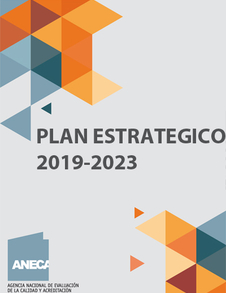 PLAN ESTRATEGICO
2019-2023
ANECA
AGENCIA NACIONAL DE EVALUACIÓN
DE LA CALIDAD Y ACREDITACIÓN